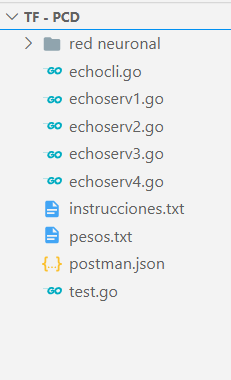 TF - PCD
red neuronal
GO echocli.go
GO echoserv1.go
GO echoserv2.go
GO echoserv3.go
GO echoserv4.go
instrucciones.txt
pesos.txt
{..} postman.json
GO test.go